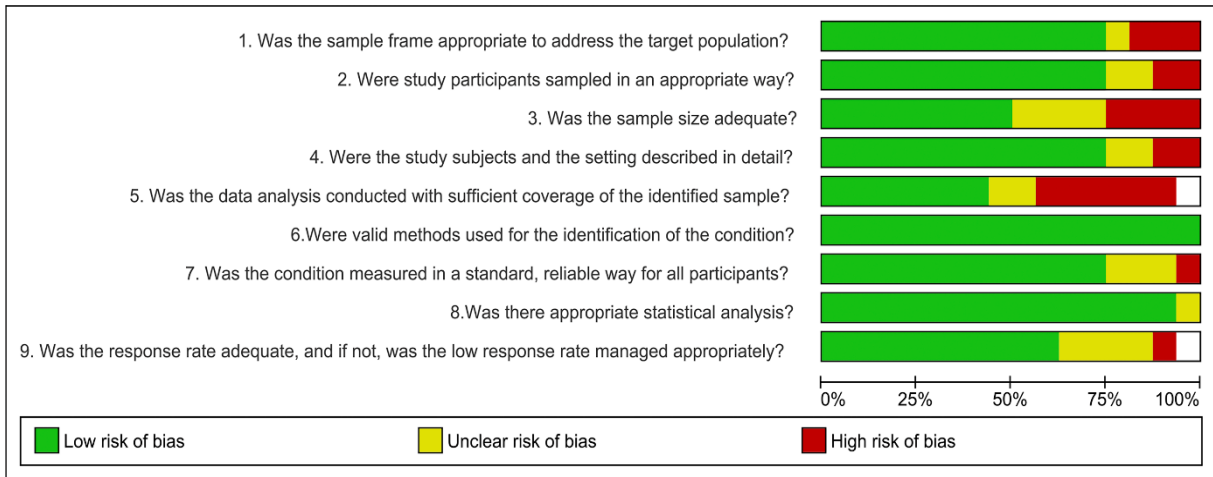 1. Was the sample frame appropriate to address the target population?
2. Were study participants sampled in an appropriate way?
3. Was the sample size adequate?
4. Were the study subjects and the setting described in detail?
5. Was the data analysis conducted with sufficient coverage of the identified sample?
6.Were valid methods used for the identification of the condition?
7. Was the condition measured in a standard, reliable way for all participants?
8.Was there appropriate statistical analysis?
9. Was the response rate adequate, and if not, was the low response rate managed appropriately?
0% 25% 50% 75% 100%
Low risk of bias Unclear risk of bias High risk of bias